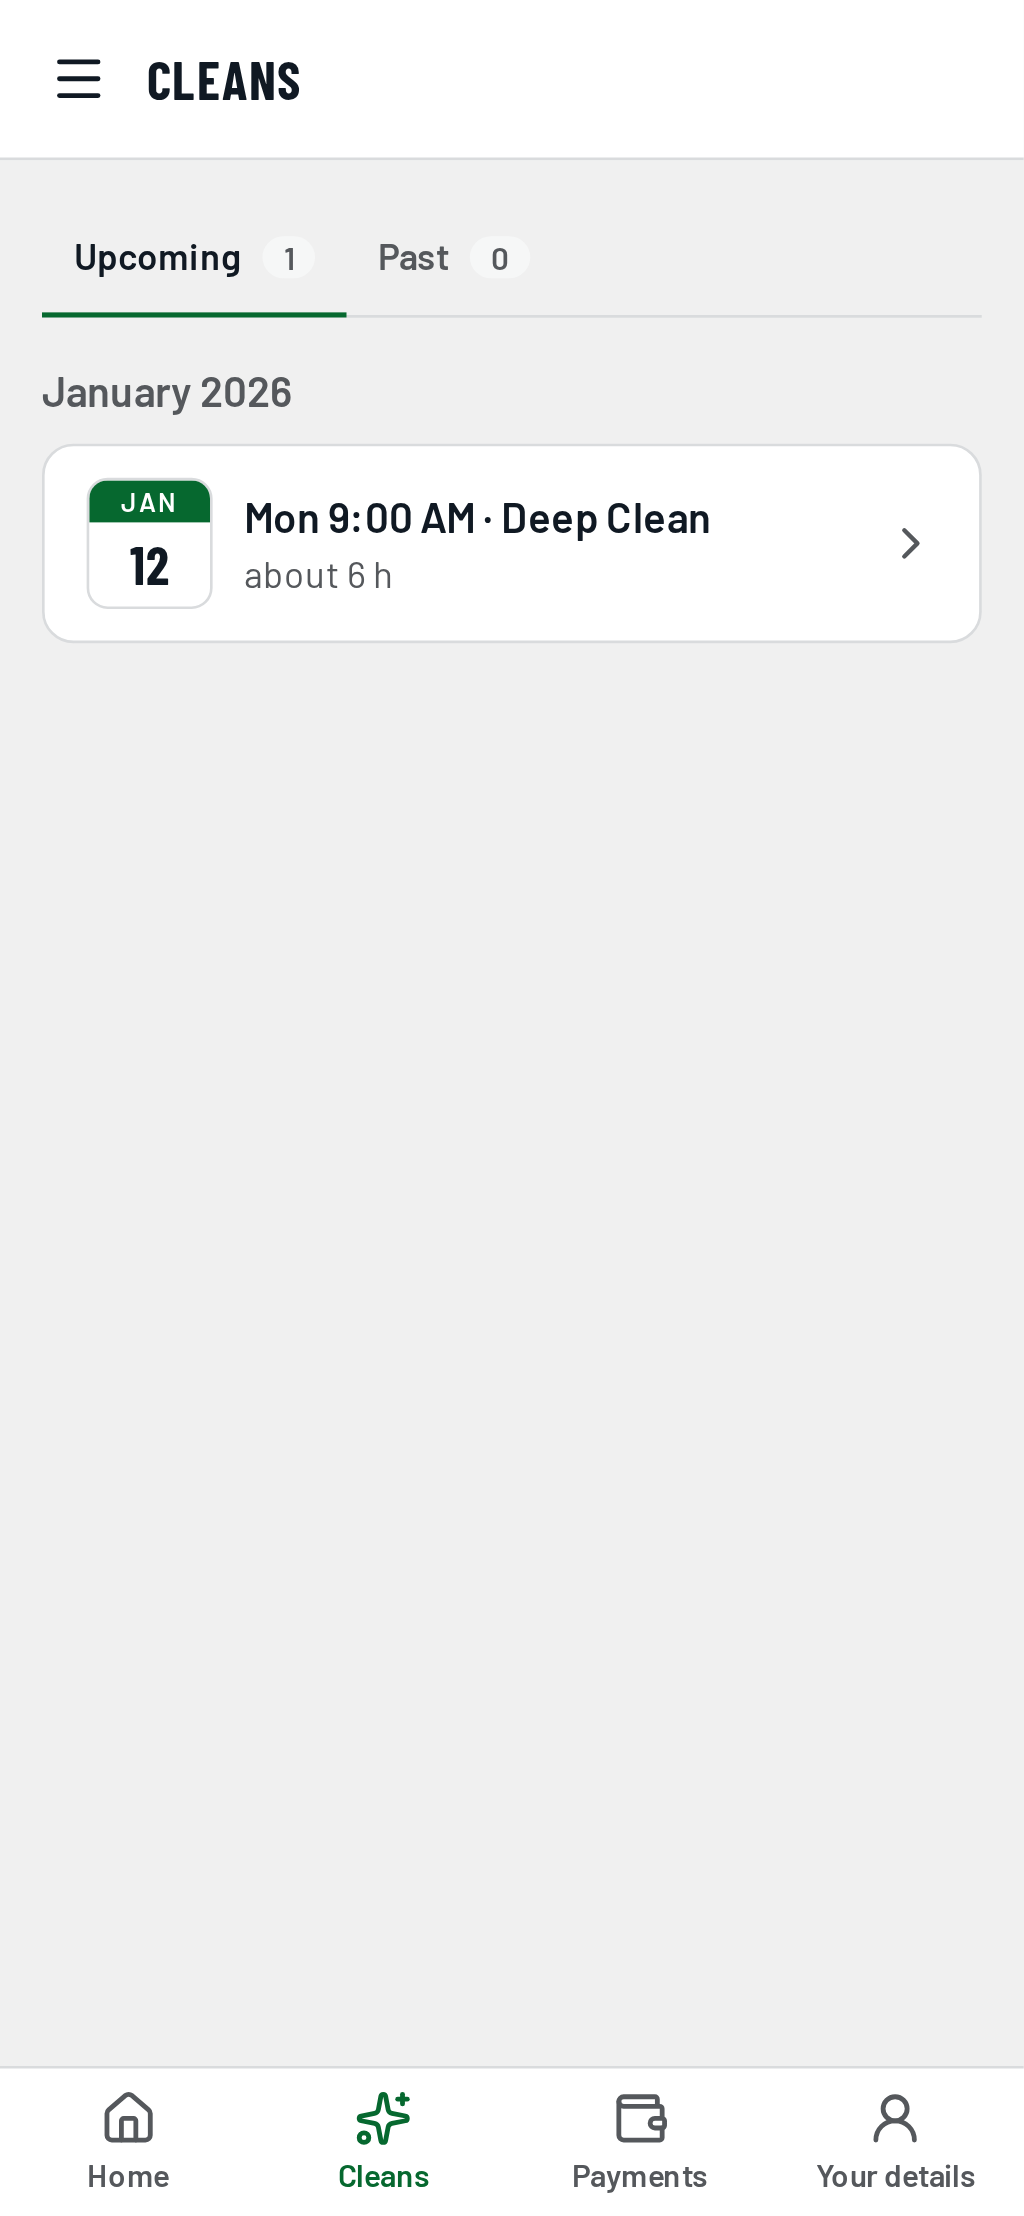 CLEANS
Upcoming 1 Past 0
January 2026
JAN
12
Mon 9:00 AM · Deep Clean
about 6 h
Home Cleans Payments Your details